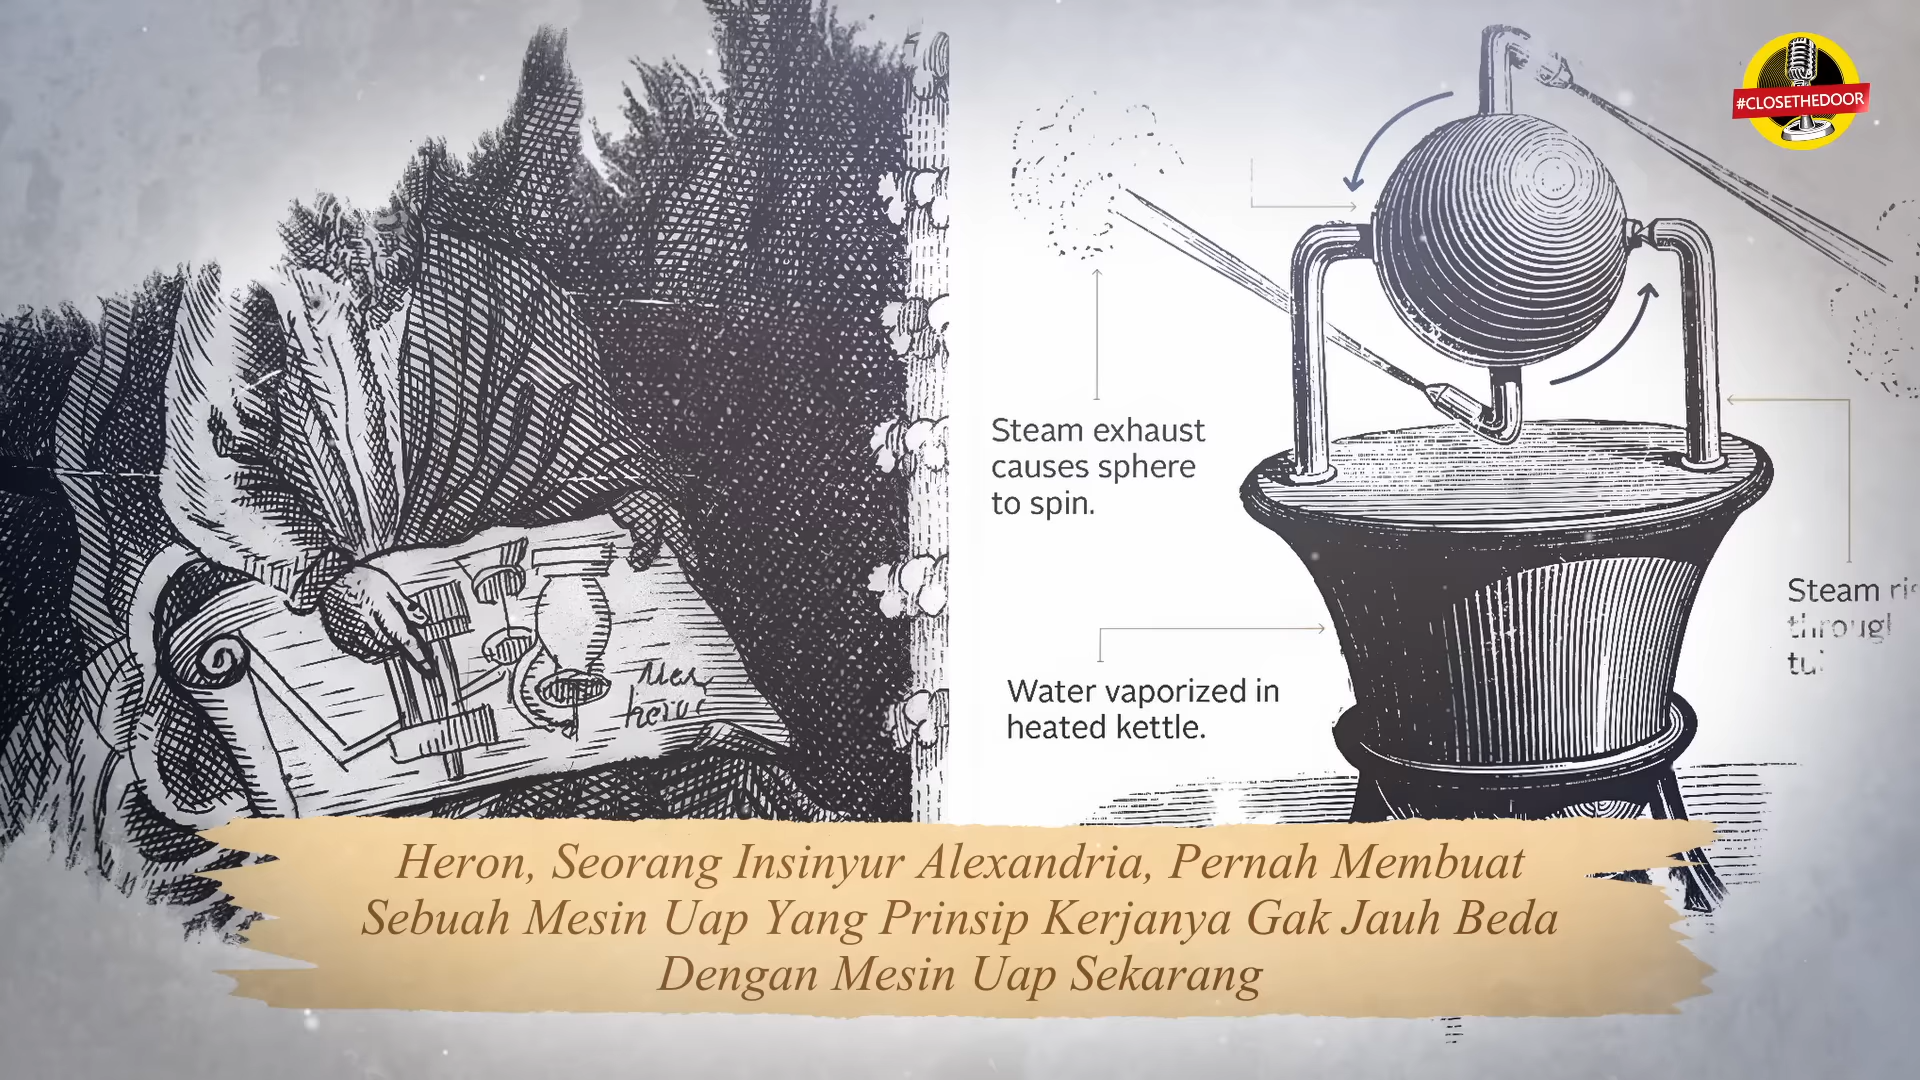 #CLOSETHEDOOR
Steam exhaust
causes sphere
to spin.
Water vaporized in
heated kettle.
Steam
Heron, Seorang Insinyur Alexandria, Pernah Membuat
Sebuah Mesin Uap Yang Prinsip Kerjanya Gak Jauh Beda
Dengan Mesin Uap Sekarang